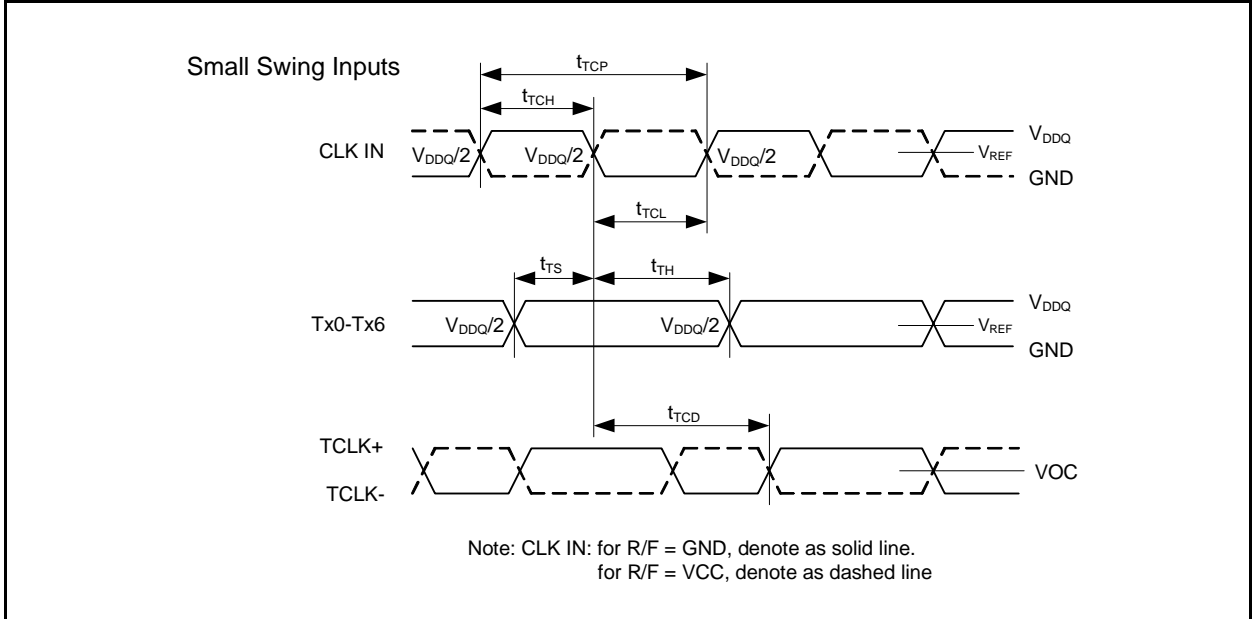 Small Swing Inputs
tTCP
tTCH
CLK IN
VDDQ/2
VDDQ/2
VDDQ/2
VDDQ
VREF
GND
tTCL
tTS
tTH
Tx0-Tx6
VDDQ/2
VDDQ/2
VDDQ
VREF
GND
tTCD
TCLK+
TCLK-
VOC
Note: CLK IN: for R/F = GND, denote as solid line.
for R/F = VCC, denote as dashed line